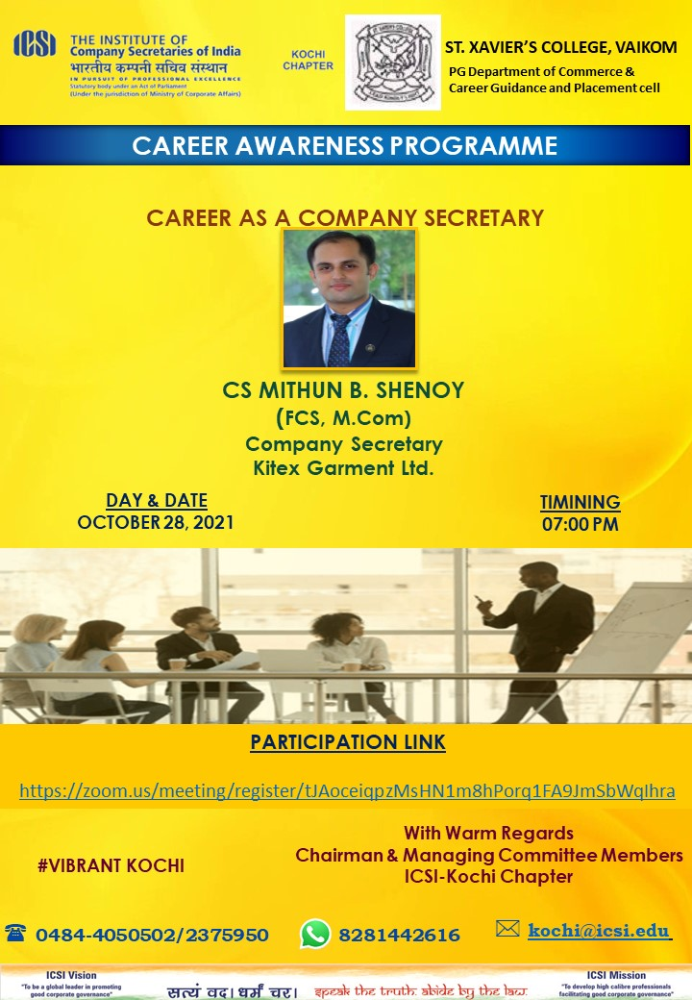 ICSI
THE INSTITUTE OF
Company Secretaries of India
भारतीय कम्पनी सचिव संस्थान
IN PURSUIT OF PROFESSIONAL EXCELLENCE
Statutory body under an Act of Parliament
(Under the jurisdiction of Ministry of Corporate Affairs)
KOCHI
CHAPTER
ST. XAVIER'S COLLEGE, VAIKOM
PG Department of Commerce &
Career Guidance and Placement cell
CAREER AWARENESS PROGRAMME
CAREER AS A COMPANY SECRETARY
CS MITHUN B. SHENOY
(FCS, M.Com)
Company Secretary
Kitex Garment Ltd.
DAY & DATE
OCTOBER 28, 2021
TIMINING
07:00 PM
PARTICIPATION LINK
https://zoom.us/meeting/register/tJAoceiqpzMsHN1m8hPorq1FA9JmSbWqIhra
With Warm Regards
Chairman & Managing Committee Members
ICSI-Kochi Chapter
#VIBRANT KOCHI
0484-4050502/2375950
8281442616
kochi@icsi.edu
ICSI Vision
"To be a global leader in promoting
good corporate governance"
सत्यं वद। धर्मं चर।
speak the truth. abide by the law.
ICSI Mission
"To develop high calibre professionals
facilitating good corporate governance"